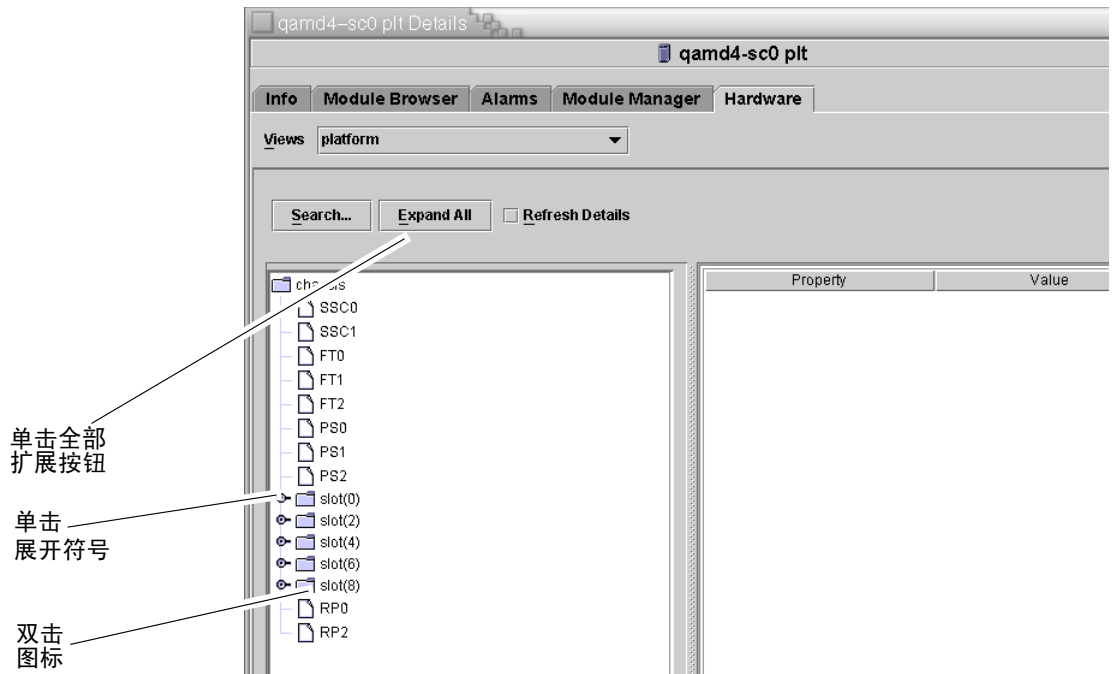 qamd4-sc0 plt Details
qamd4-sc0 plt
Info Module Browser Alarms Module Manager Hardware
Views platform
Search... Expand All Refresh Details
Property Value
SSC0
SSC1
FT0
FT1
FT2
PS0
PS1
PS2
slot(0)
slot(2)
slot(4)
slot(6)
slot(8)
RP0
RP2
单击全部
扩展按钮
单击
展开符号
双击
图标